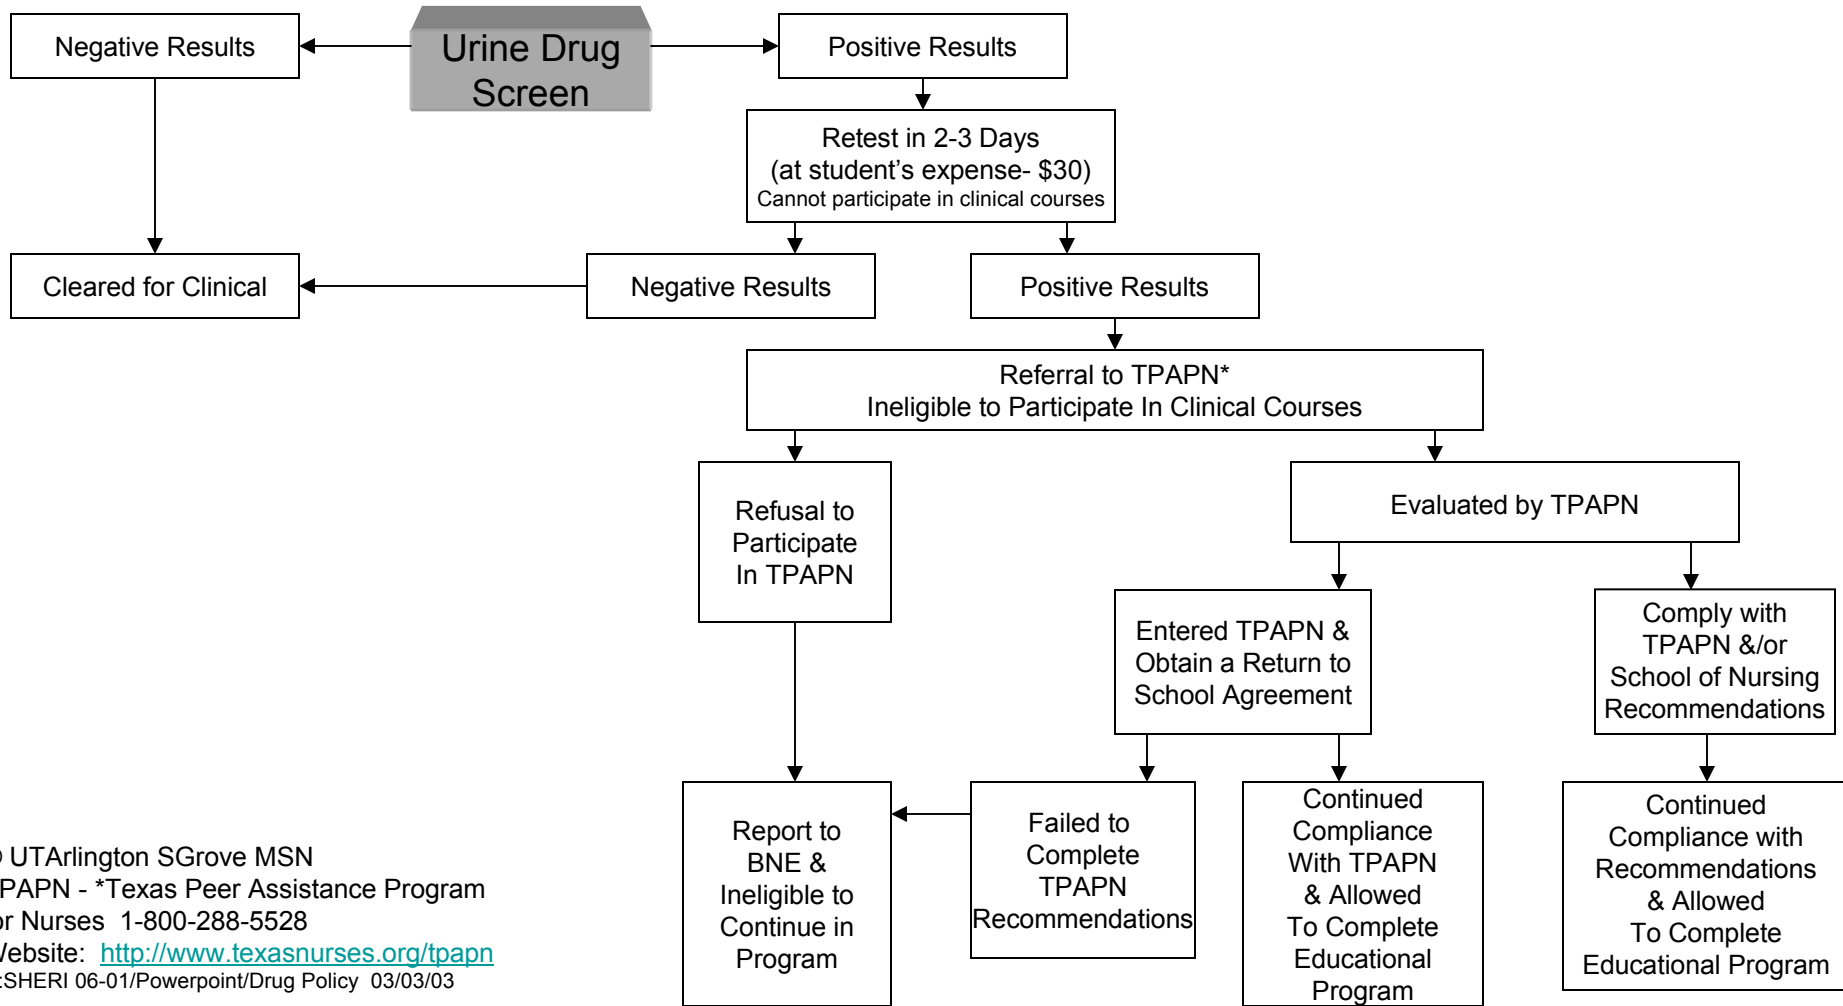 Negative Results
Urine Drug
Screen
Positive Results
Retest in 2-3 Days
(at student's expense- $30)
Cannot participate in clinical courses
Cleared for Clinical
Negative Results
Positive Results
Referral to TPAPN*
Ineligible to Participate In Clinical Courses
Refusal to
Participate
In TPAPN
Evaluated by TPAPN
Entered TPAPN &
Obtain a Return to
School Agreement
Comply with
TPAPN &/or
School of Nursing
Recommendations
Report to
BNE &
Ineligible to
Continue in
Program
Failed to
Complete
TPAPN
Recommendations
Continued
Compliance
With TPAPN
& Allowed
To Complete
Educational
Program
Continued
Compliance with
Recommendations
& Allowed
To Complete
Educational Program
UTArlington SGrove MSN
PAPN - *Texas Peer Assistance Program
or Nurses 1-800-288-5528
Website: http://www.texasnurses.org/tpapn
:SHERI 06-01/Powerpoint/Drug Policy 03/03/03